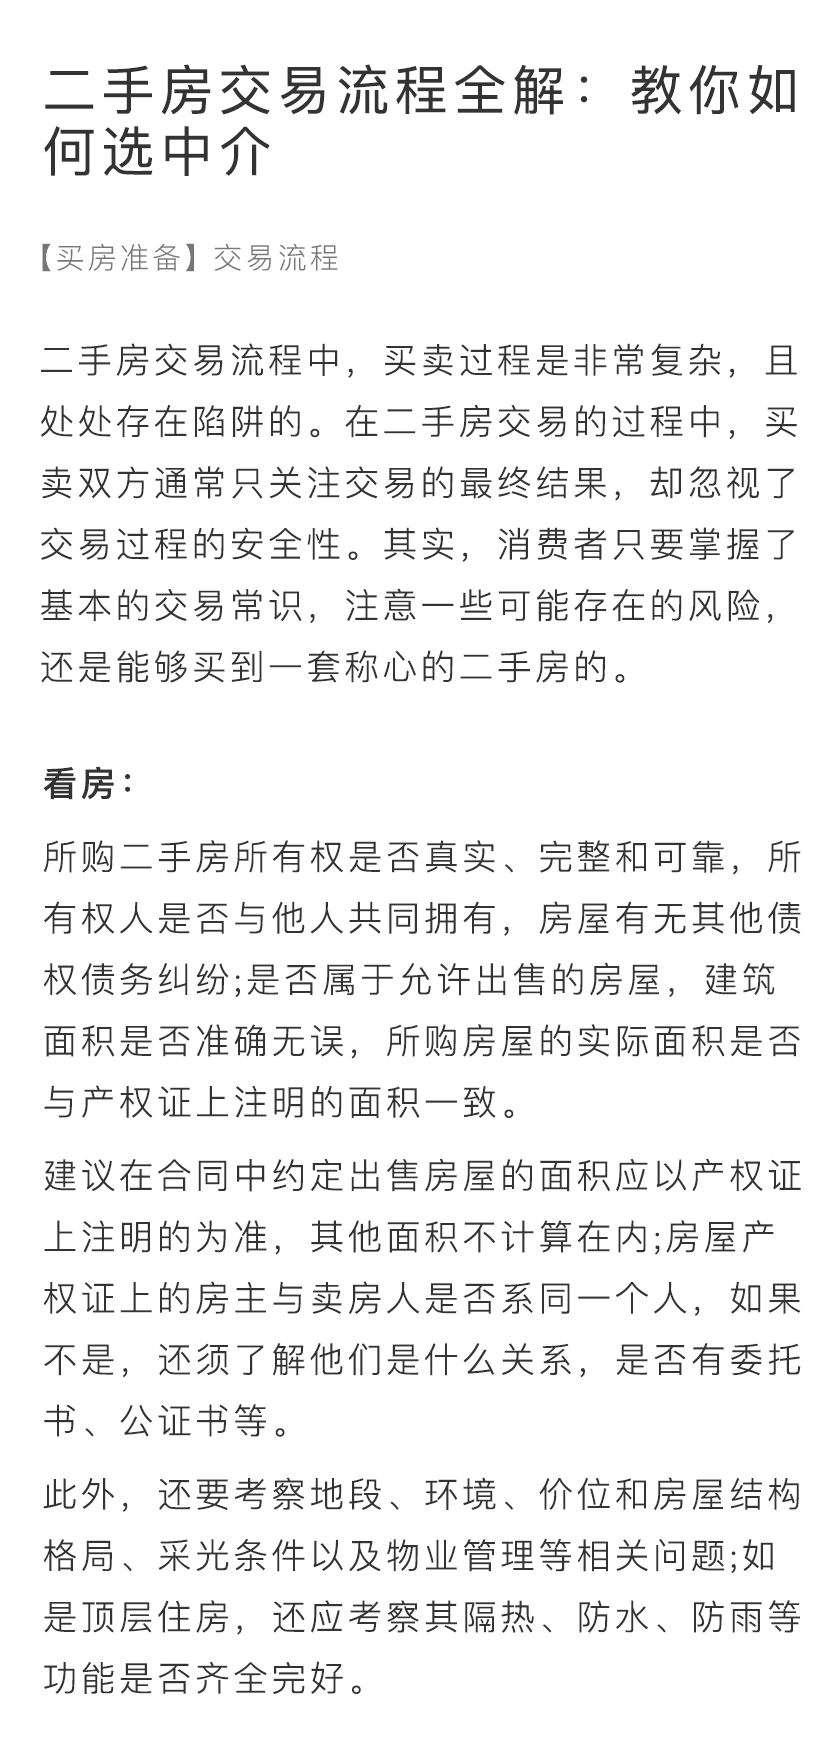 二手房交易流程全解：教你如
何选中介
【买房准备】交易流程
二手房交易流程中，买卖过程是非常复杂，且
处处存在陷阱的。在二手房交易的过程中，买
卖双方通常只关注交易的最终结果，却忽视了
交易过程的安全性。其实，消费者只要掌握了
基本的交易常识，注意一些可能存在的风险，
还是能够买到一套称心的二手房的。
看房：
所购二手房所有权是否真实、完整和可靠，所
有权人是否与他人共同拥有，房屋有无其他债
权债务纠纷;是否属于允许出售的房屋，建筑
面积是否准确无误，所购房屋的实际面积是否
与产权证上注明的面积一致。
建议在合同中约定出售房屋的面积应以产权证
上注明的为准，其他面积不计算在内;房屋产
权证上的房主与卖房人是否系同一个人，如果
不是，还须了解他们是什么关系，是否有委托
书、公证书等。
此外，还要考察地段、环境、价位和房屋结构
格局、采光条件以及物业管理等相关问题;如
是顶层住房，还应考察其隔热、防水、防雨等
功能是否齐全完好。